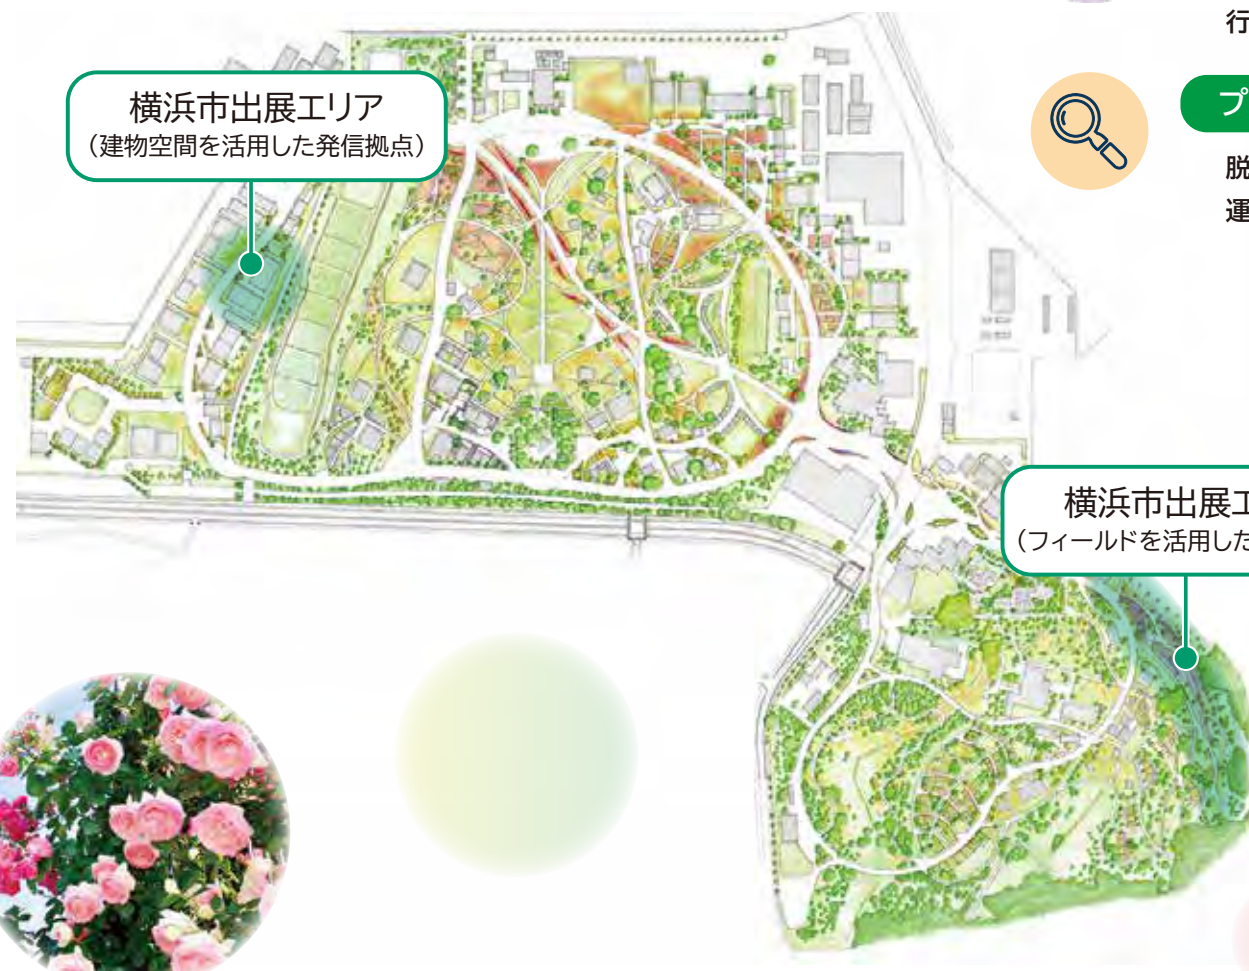 行
プ
脱
運
横浜市出展エリア
(建物空間を活用した発信拠点)
横浜市出展エ
(フィールドを活用した